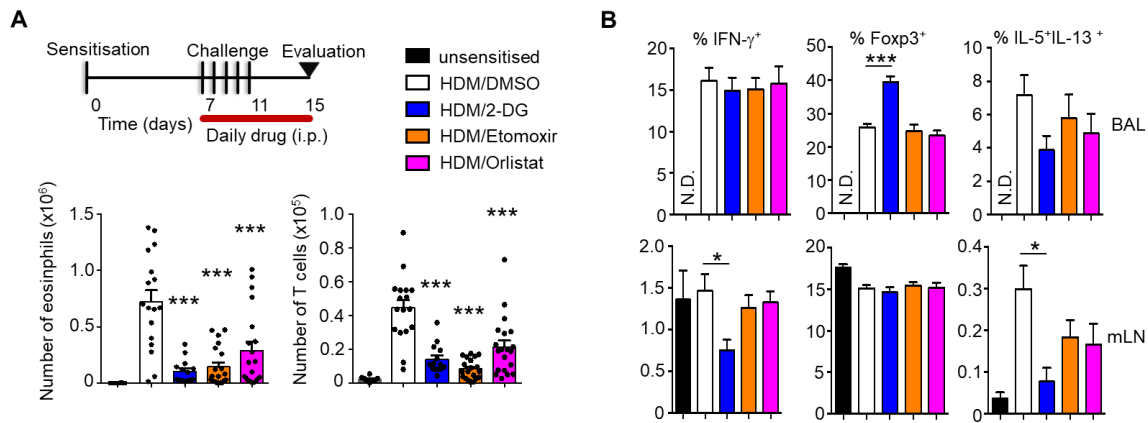 A
Sensitisation Challenge Evaluation
0 7 11 15
Time (days) Daily drug (i.p.)
unsensitised
HDM/DMSO
HDM/2-DG
HDM/Etomoxir
HDM/Orlistat
Number of eosinphils (x10⁶)
1.5
1.0
0.5
0
***
***
***
Number of T cells (x10⁵)
1.0
0.8
0.6
0.4
0.2
0
***
***
***
B
% IFN-γ⁺
20
15
10
5
0
N.D.
% Foxp3⁺
50
40
30
20
10
0
N.D.
***
% IL-5⁺IL-13 ⁺
10
8
6
4
2
0
N.D.
BAL
2.0
1.5
1.0
0.5
0
*
20
15
10
5
0
0.4
0.3
0.2
0.1
0
*
mLN